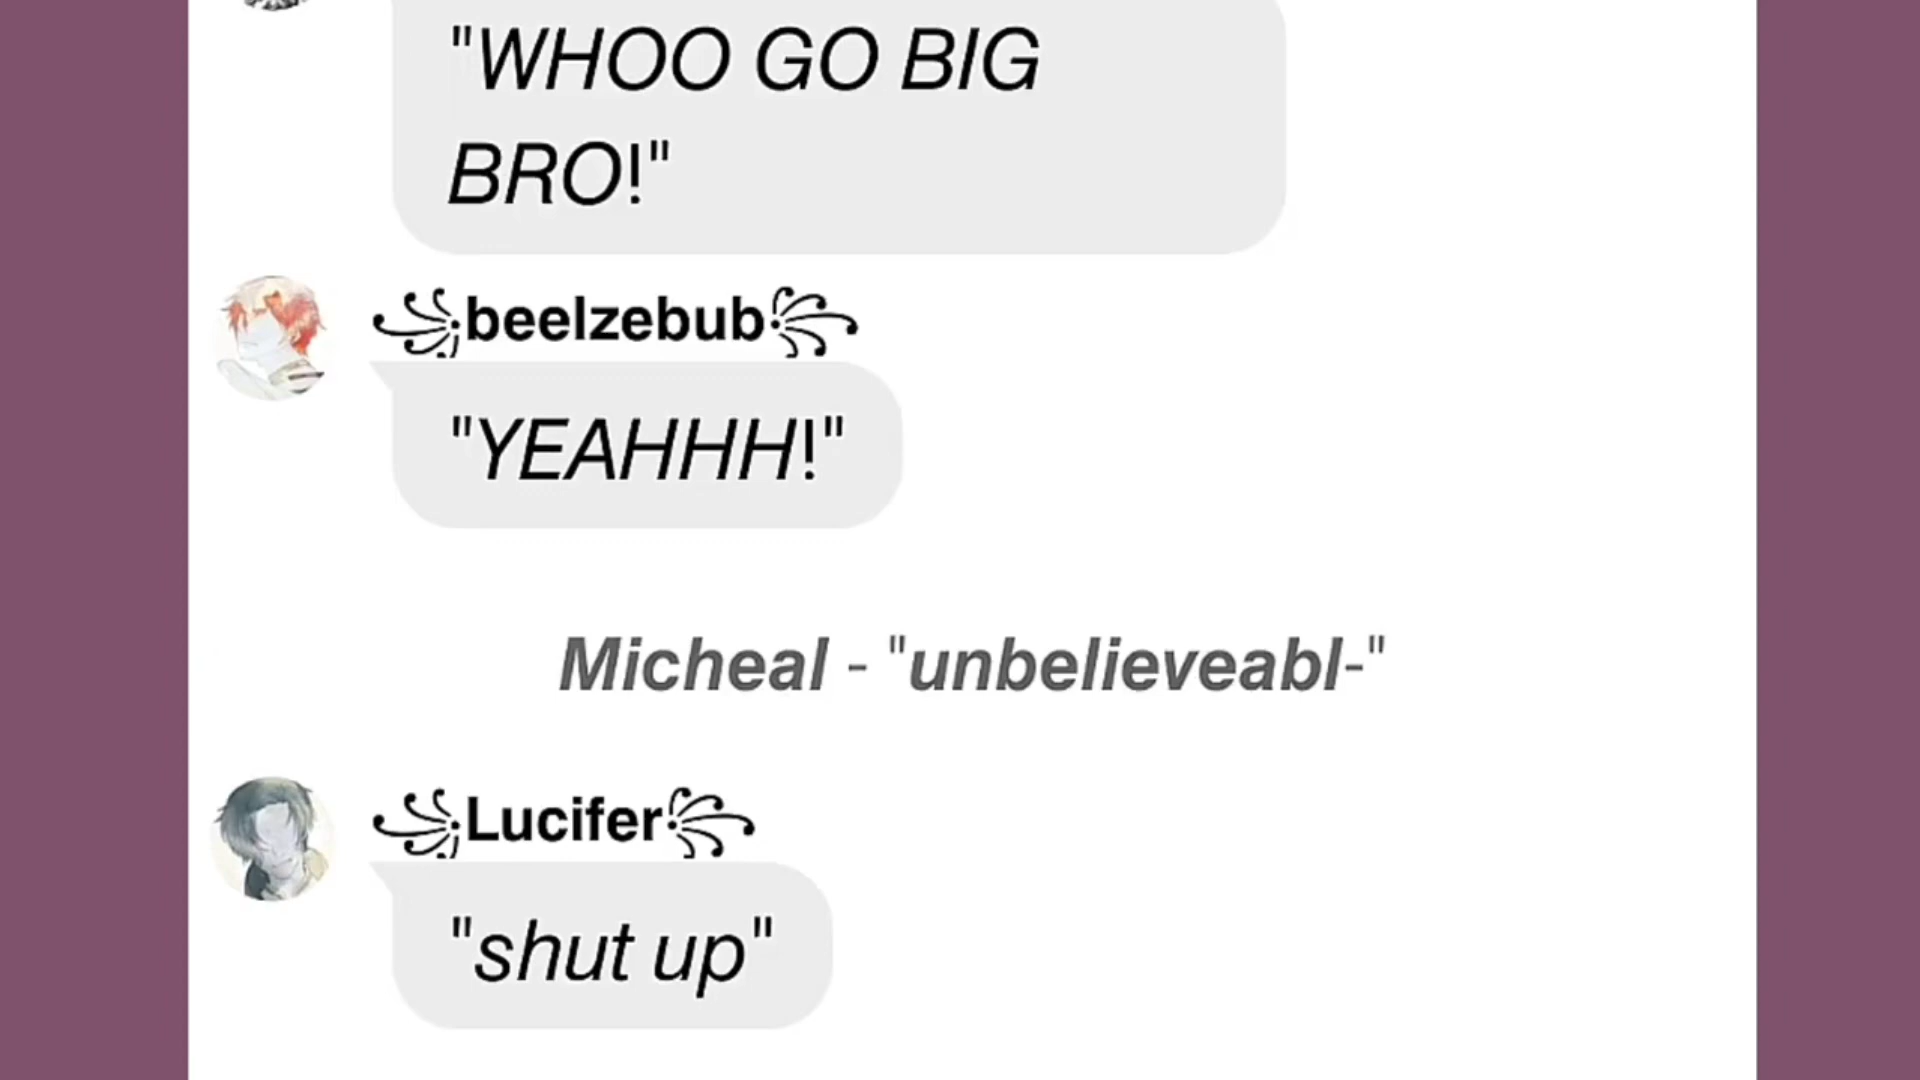 "WHOO GO BIG
BRO!"
꧁beelzebub꧂
"YEAHHH!"
Micheal - "unbelieveabl-"
꧁Lucifer꧂
"shut up"